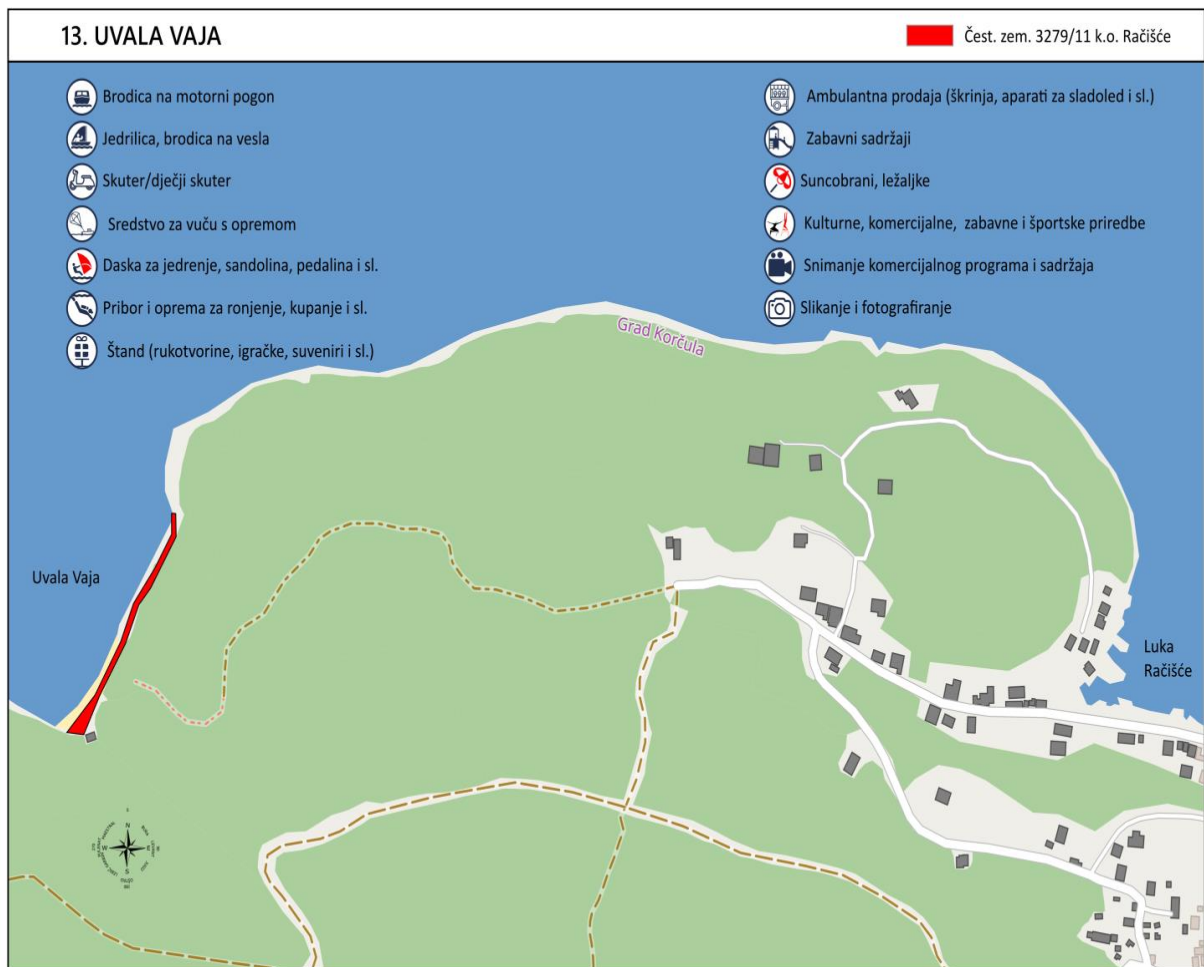 13. UVALA VAJA
Čest. zem. 3279/11 k.o. Račišće
Brodica na motorni pogon
Jedrilica, brodica na vesla
Skuter/dječji skuter
Sredstvo za vuču s opremom
Daska za jedrenje, sandolina, pedalina i sl.
Pribor i oprema za ronjenje, kupanje i sl.
Štand (rukotvorine, igračke, suveniri i sl.)
Ambulantna prodaja (škrinja, aparati za sladoled i sl.)
Zabavni sadržaji
Suncobrani, ležaljke
Kulturne, komercijalne, zabavne i športske priredbe
Snimanje komercijalnog programa i sadržaja
Slikanje i fotografiranje
Grad Korčula
Uvala Vaja
Luka
Račišće
N
W
E
S